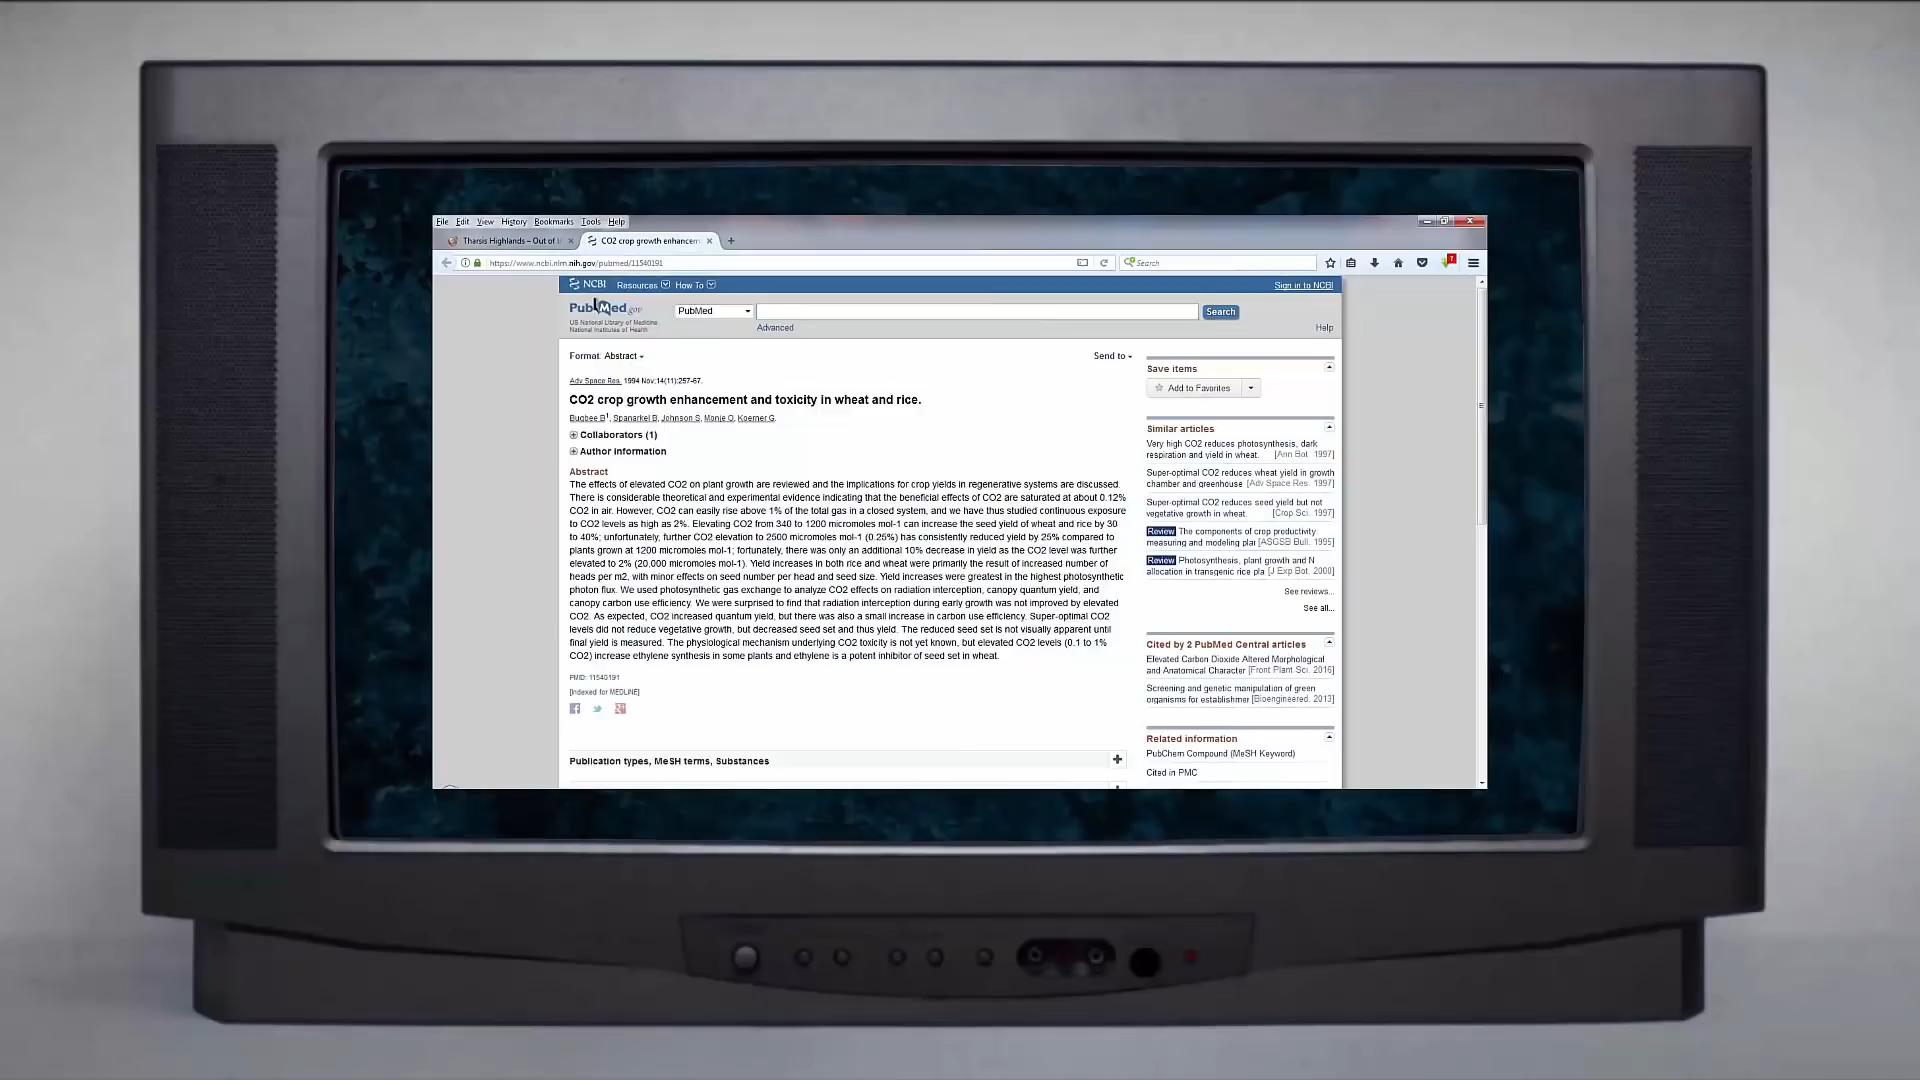 File Edit View History Bookmarks Tools Help
Tharsis Highlands – Out of
CO2 crop growth enhancemen
https://www.ncbi.nlm.nih.gov/pubmed/11540191
Search
7
NCBI Resources How To Sign in to NCBI
PubMed.gov
US National Library of Medicine
National Institutes of Health
PubMed
Search
Advanced
Help
Format: Abstract
Send to
Adv Space Res. 1994 Nov;14(11):257-67.
CO2 crop growth enhancement and toxicity in wheat and rice.
Bugbee B1, Spanarkel B, Johnson S, Monje O, Koerner G.
Collaborators (1)
Author information
Abstract
The effects of elevated CO2 on plant growth are reviewed and the implications for crop yields in regenerative systems are discussed.
There is considerable theoretical and experimental evidence indicating that the beneficial effects of CO2 are saturated at about 0.12%
CO2 in air. However, CO2 can easily rise above 1% of the total gas in a closed system, and we have thus studied continuous exposure
to CO2 levels as high as 2%. Elevating CO2 from 340 to 1200 micromoles mol-1 can increase the seed yield of wheat and rice by 30
to 40%; unfortunately, further CO2 elevation to 2500 micromoles mol-1 (0.25%) has consistently reduced yield by 25% compared to
plants grown at 1200 micromoles mol-1; fortunately, there was only an additional 10% decrease in yield as the CO2 level was further
elevated to 2% (20,000 micromoles mol-1). Yield increases in both rice and wheat were primarily the result of increased number of
heads per m2, with minor effects on seed number per head and seed size. Yield increases were greatest in the highest photosynthetic
photon flux. We used photosynthetic gas exchange to analyze CO2 effects on radiation interception, canopy quantum yield, and
canopy carbon use efficiency. We were surprised to find that radiation interception during early growth was not improved by elevated
CO2. As expected, CO2 increased quantum yield, but there was also a small increase in carbon use efficiency. Super-optimal CO2
levels did not reduce vegetative growth, but decreased seed set and thus yield. The reduced seed set is not visually apparent until
final yield is measured. The physiological mechanism underlying CO2 toxicity is not yet known, but elevated CO2 levels (0.1 to 1%
CO2) increase ethylene synthesis in some plants and ethylene is a potent inhibitor of seed set in wheat.
PMID: 11540191
[Indexed for MEDLINE]
Publication types, MeSH terms, Substances
Save items
Add to Favorites
Similar articles
Very high CO2 reduces photosynthesis, dark
respiration and yield in wheat. [Ann Bot. 1997]
Super-optimal CO2 reduces wheat yield in growth
chamber and greenhouse [Adv Space Res. 1997]
Super-optimal CO2 reduces seed yield but not
vegetative growth in wheat. [Crop Sci. 1997]
Review The components of crop productivity:
measuring and modeling plan [ASGSB Bull. 1995]
Review Photosynthesis, plant growth and N
allocation in transgenic rice pla [J Exp Bot. 2000]
See reviews...
See all...
Cited by 2 PubMed Central articles
Elevated Carbon Dioxide Altered Morphological
and Anatomical Character [Front Plant Sci. 2016]
Screening and genetic manipulation of green
organisms for establishmer [Bioengineered. 2013]
Related information
PubChem Compound (MeSH Keyword)
Cited in PMC